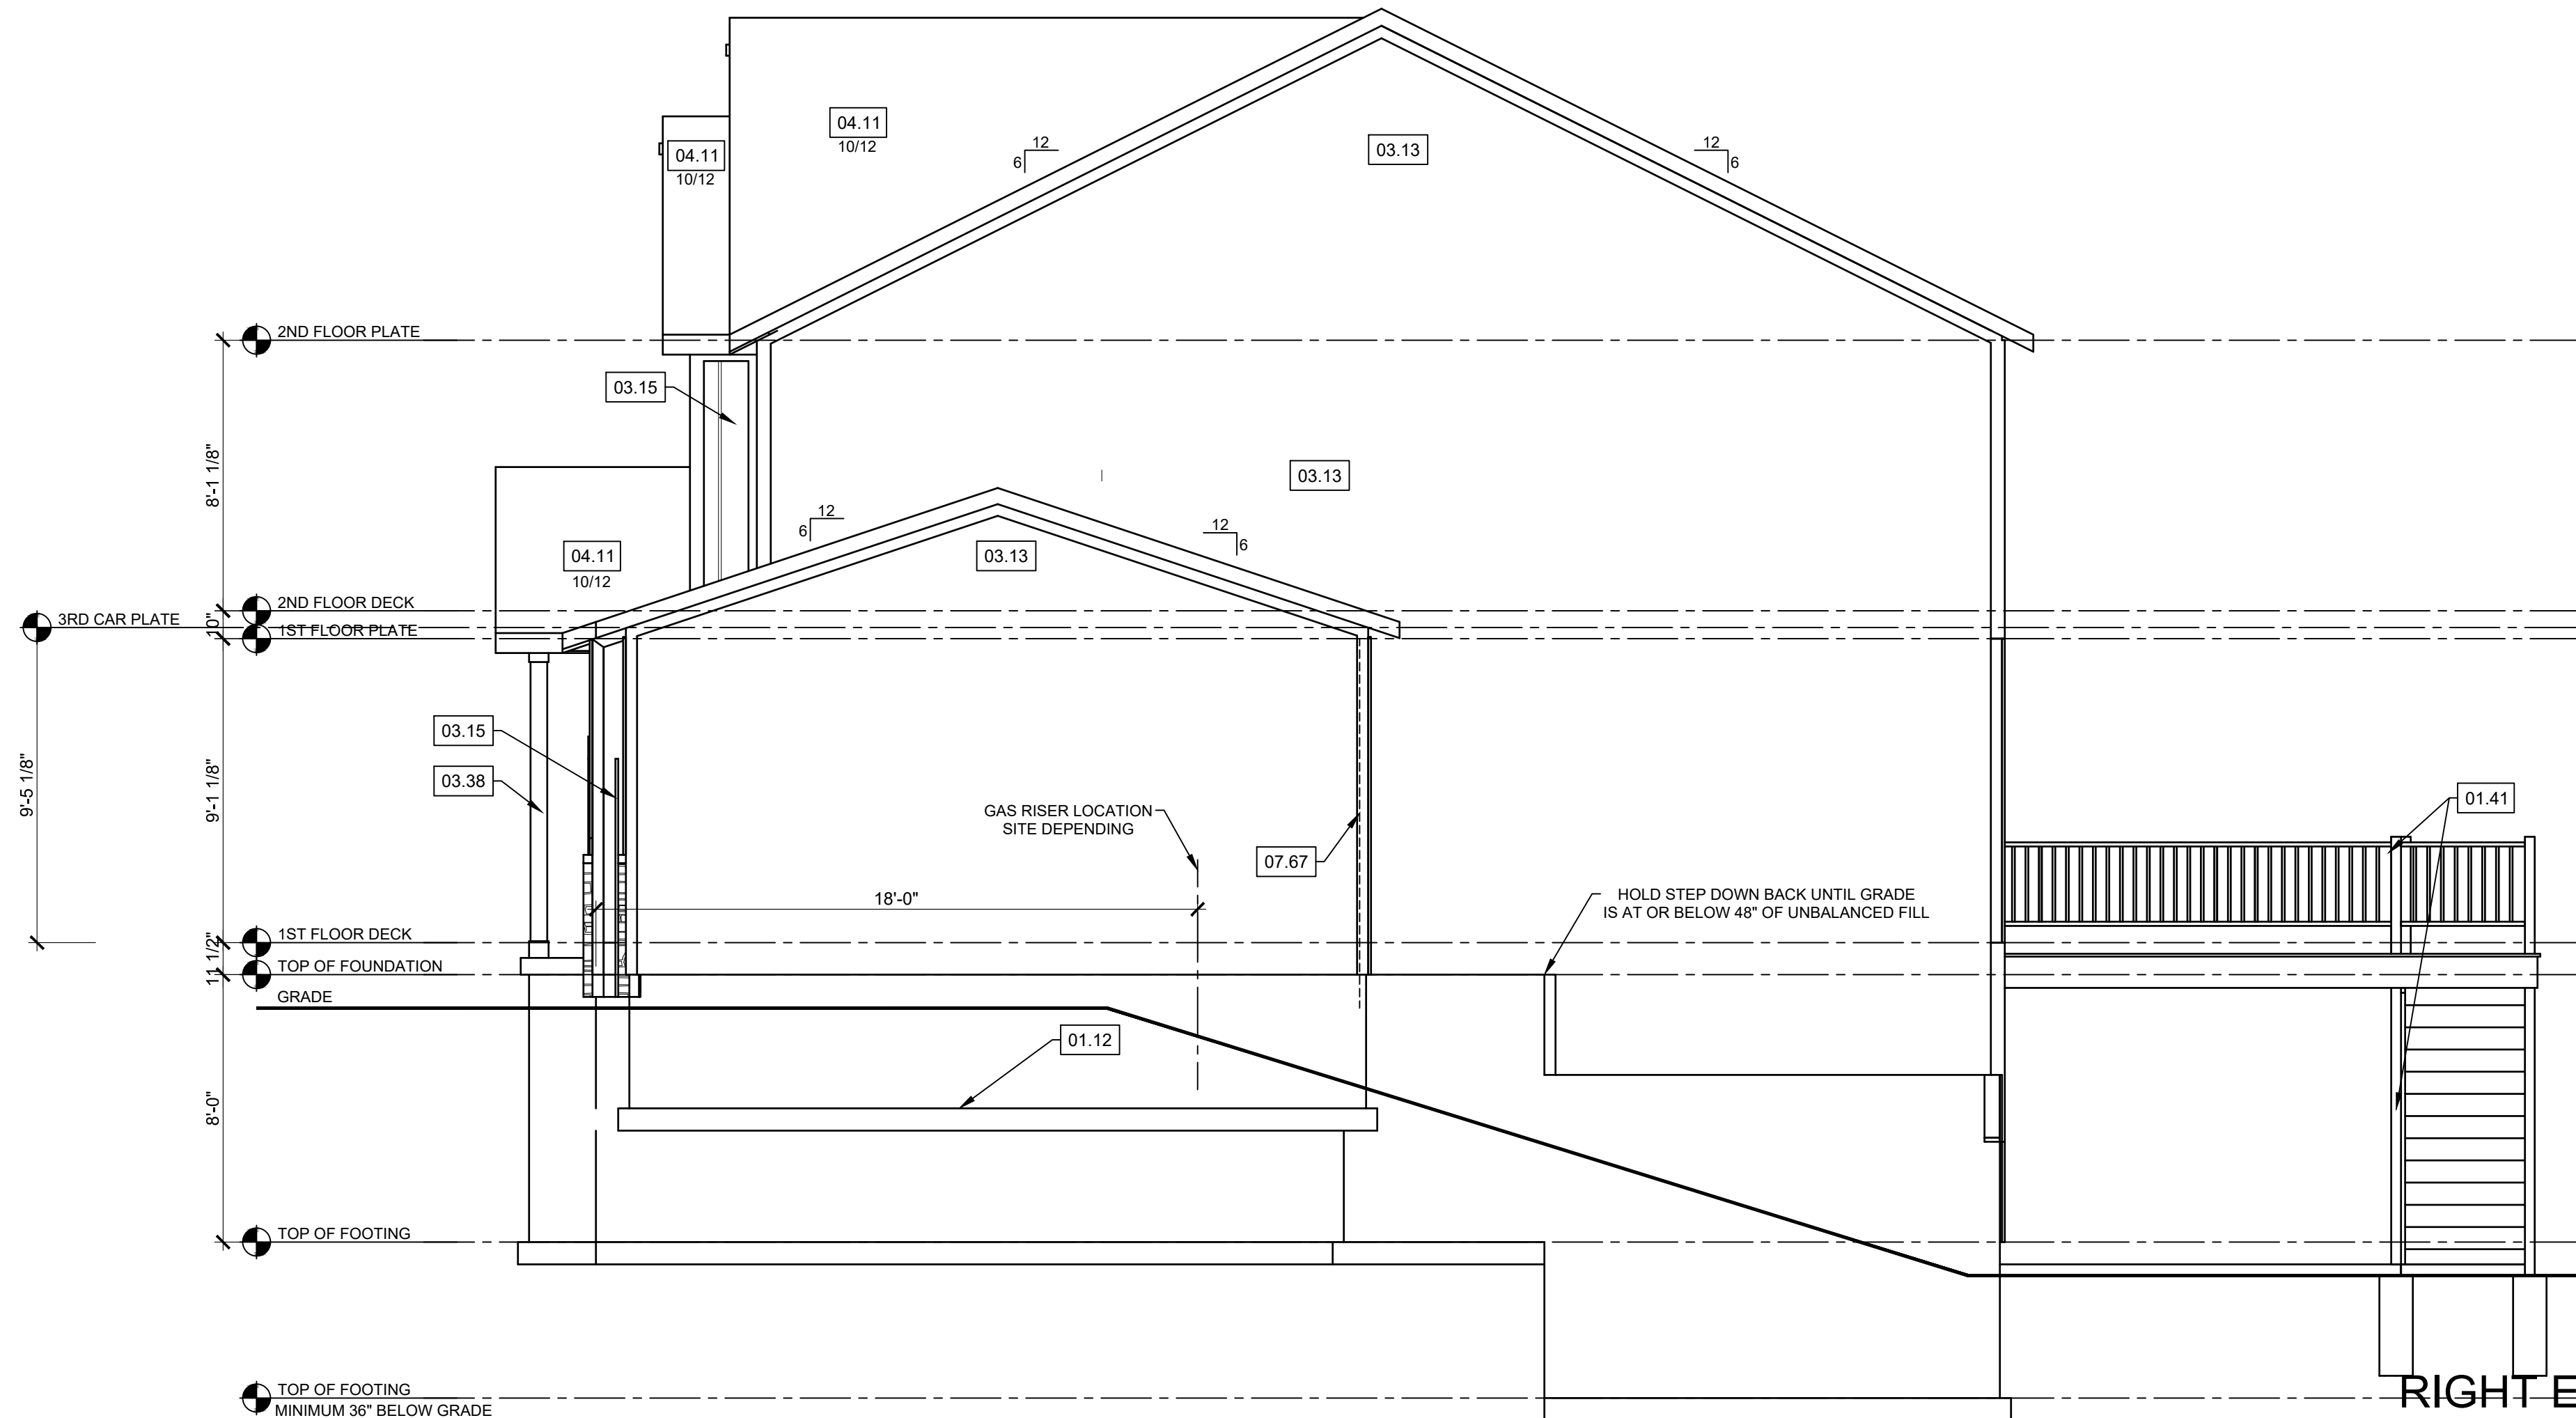 04.11
10/12
04.11
10/12
12
6
03.13
12
6
2ND FLOOR PLATE
03.15
8'-1 1/8"
03.13
12
6
12
6
04.11
10/12
03.13
2ND FLOOR DECK
3RD CAR PLATE
10"
1ST FLOOR PLATE
03.15
03.38
9'-5 1/8"
9'-1 1/8"
GAS RISER LOCATION
SITE DEPENDING
07.67
01.41
18'-0"
HOLD STEP DOWN BACK UNTIL GRADE
IS AT OR BELOW 48" OF UNBALANCED FILL
1ST FLOOR DECK
11 1/2"
TOP OF FOUNDATION
GRADE
01.12
8'-0"
TOP OF FOOTING
TOP OF FOOTING
MINIMUM 36" BELOW GRADE
RIGHT E